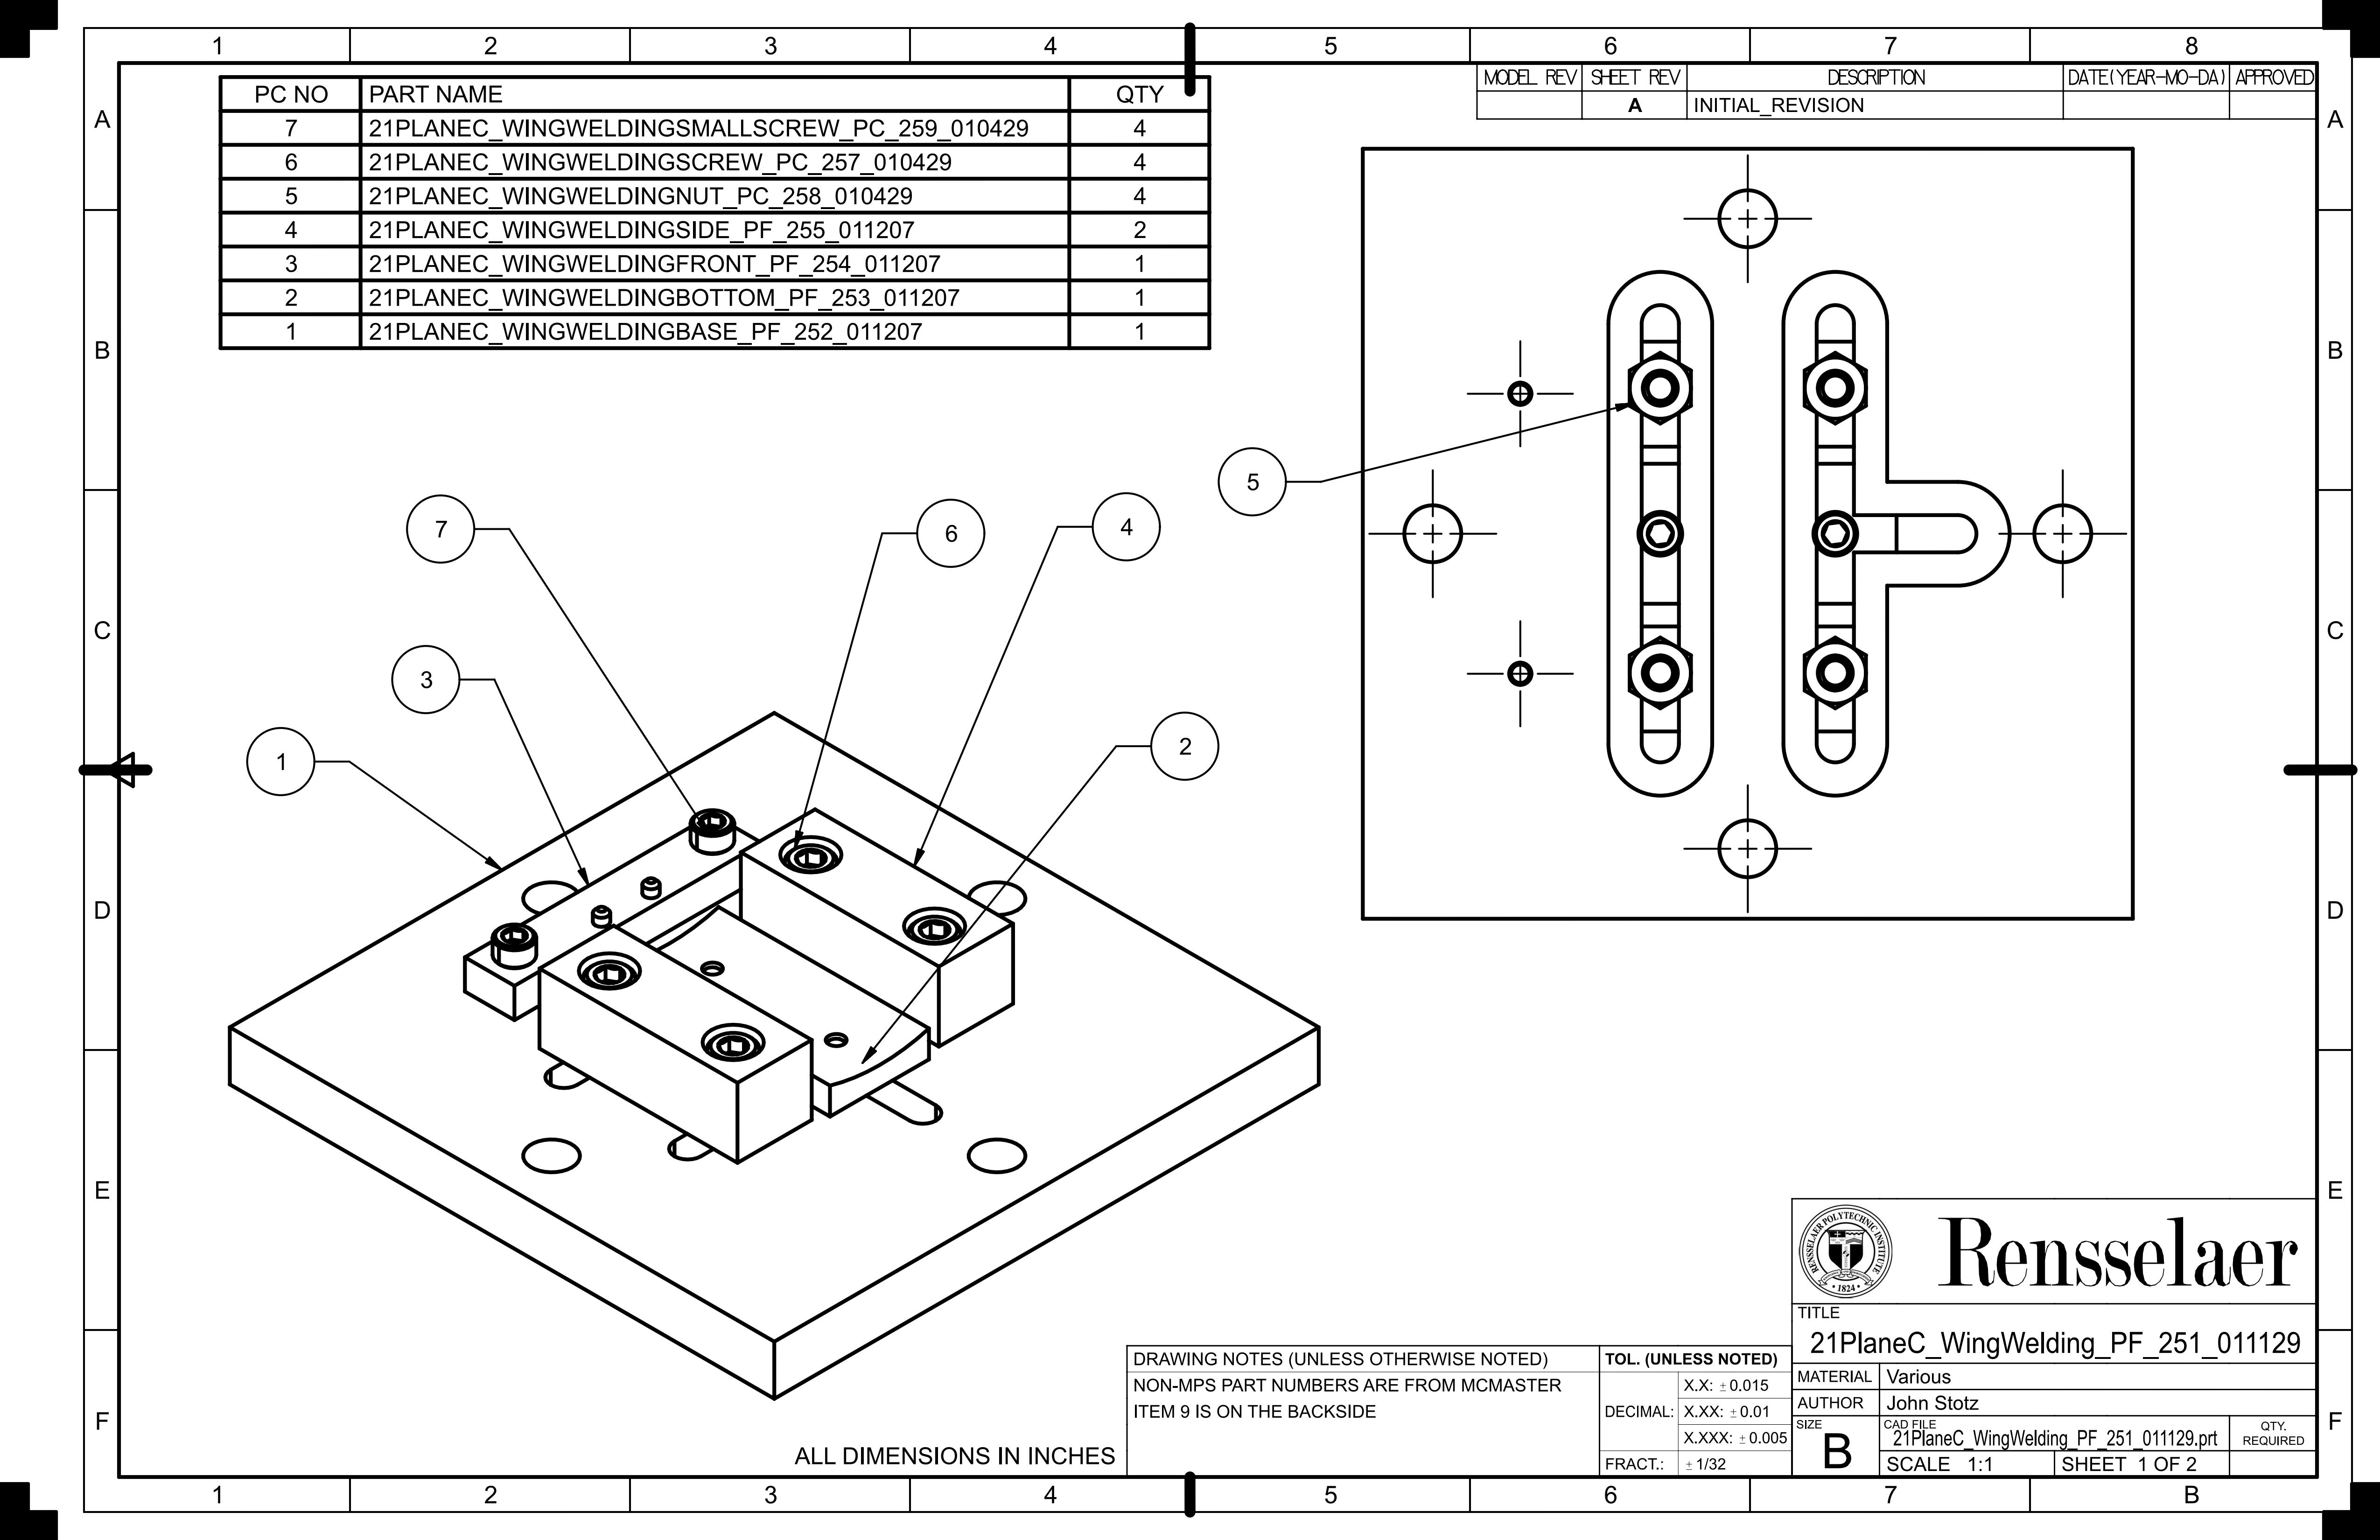 1 2 3 4 5 6 7 8
A
B
C
D
E
F
A
B
C
D
E
F
PC NO PART NAME QTY
7 21PLANEC_WINGWELDINGSMALLSCREW_PC_259_010429 4
6 21PLANEC_WINGWELDINGSCREW_PC_257_010429 4
5 21PLANEC_WINGWELDINGNUT_PC_258_010429 4
4 21PLANEC_WINGWELDINGSIDE_PF_255_011207 2
3 21PLANEC_WINGWELDINGFRONT_PF_254_011207 1
2 21PLANEC_WINGWELDINGBOTTOM_PF_253_011207 1
1 21PLANEC_WINGWELDINGBASE_PF_252_011207 1
MODEL REV SHEET REV DESCRIPTION DATE(YEAR-MO-DA) APPROVED
A INITIAL_REVISION
5
7
6
4
3
2
1
RENSSELAER POLYTECHNIC INSTITUTE
• 1824 •
Rensselaer
TITLE
21PlaneC_WingWelding_PF_251_011129
MATERIAL Various
AUTHOR John Stotz
SIZE
B
CAD FILE
21PlaneC_WingWelding_PF_251_011129.prt
QTY.
REQUIRED
SCALE 1:1
SHEET 1 OF 2
DRAWING NOTES (UNLESS OTHERWISE NOTED)
NON-MPS PART NUMBERS ARE FROM MCMASTER
ITEM 9 IS ON THE BACKSIDE
TOL. (UNLESS NOTED)
DECIMAL:
X.X: ±0.015
X.XX: ±0.01
X.XXX: ±0.005
FRACT.: ±1/32
ALL DIMENSIONS IN INCHES
1 2 3 4 5 6 7 B